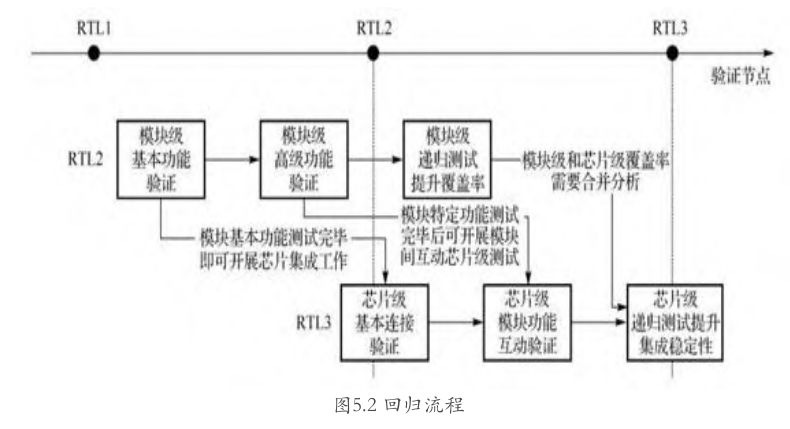 RTL1
RTL2
RTL3
验证节点
RTL2
模块级
基本功能
验证
模块级
高级功能
验证
模块级
递归测试
提升覆盖率
模块级和芯片级覆盖率
需要合并分析
模块基本功能测试完毕
即可开展芯片集成工作
模块特定功能测试
完毕后可开展模块
间互动芯片级测试
RTL3
芯片级
基本连接
验证
芯片级
模块功能
互动验证
芯片级
递归测试提升
集成稳定性
图5.2 回归流程